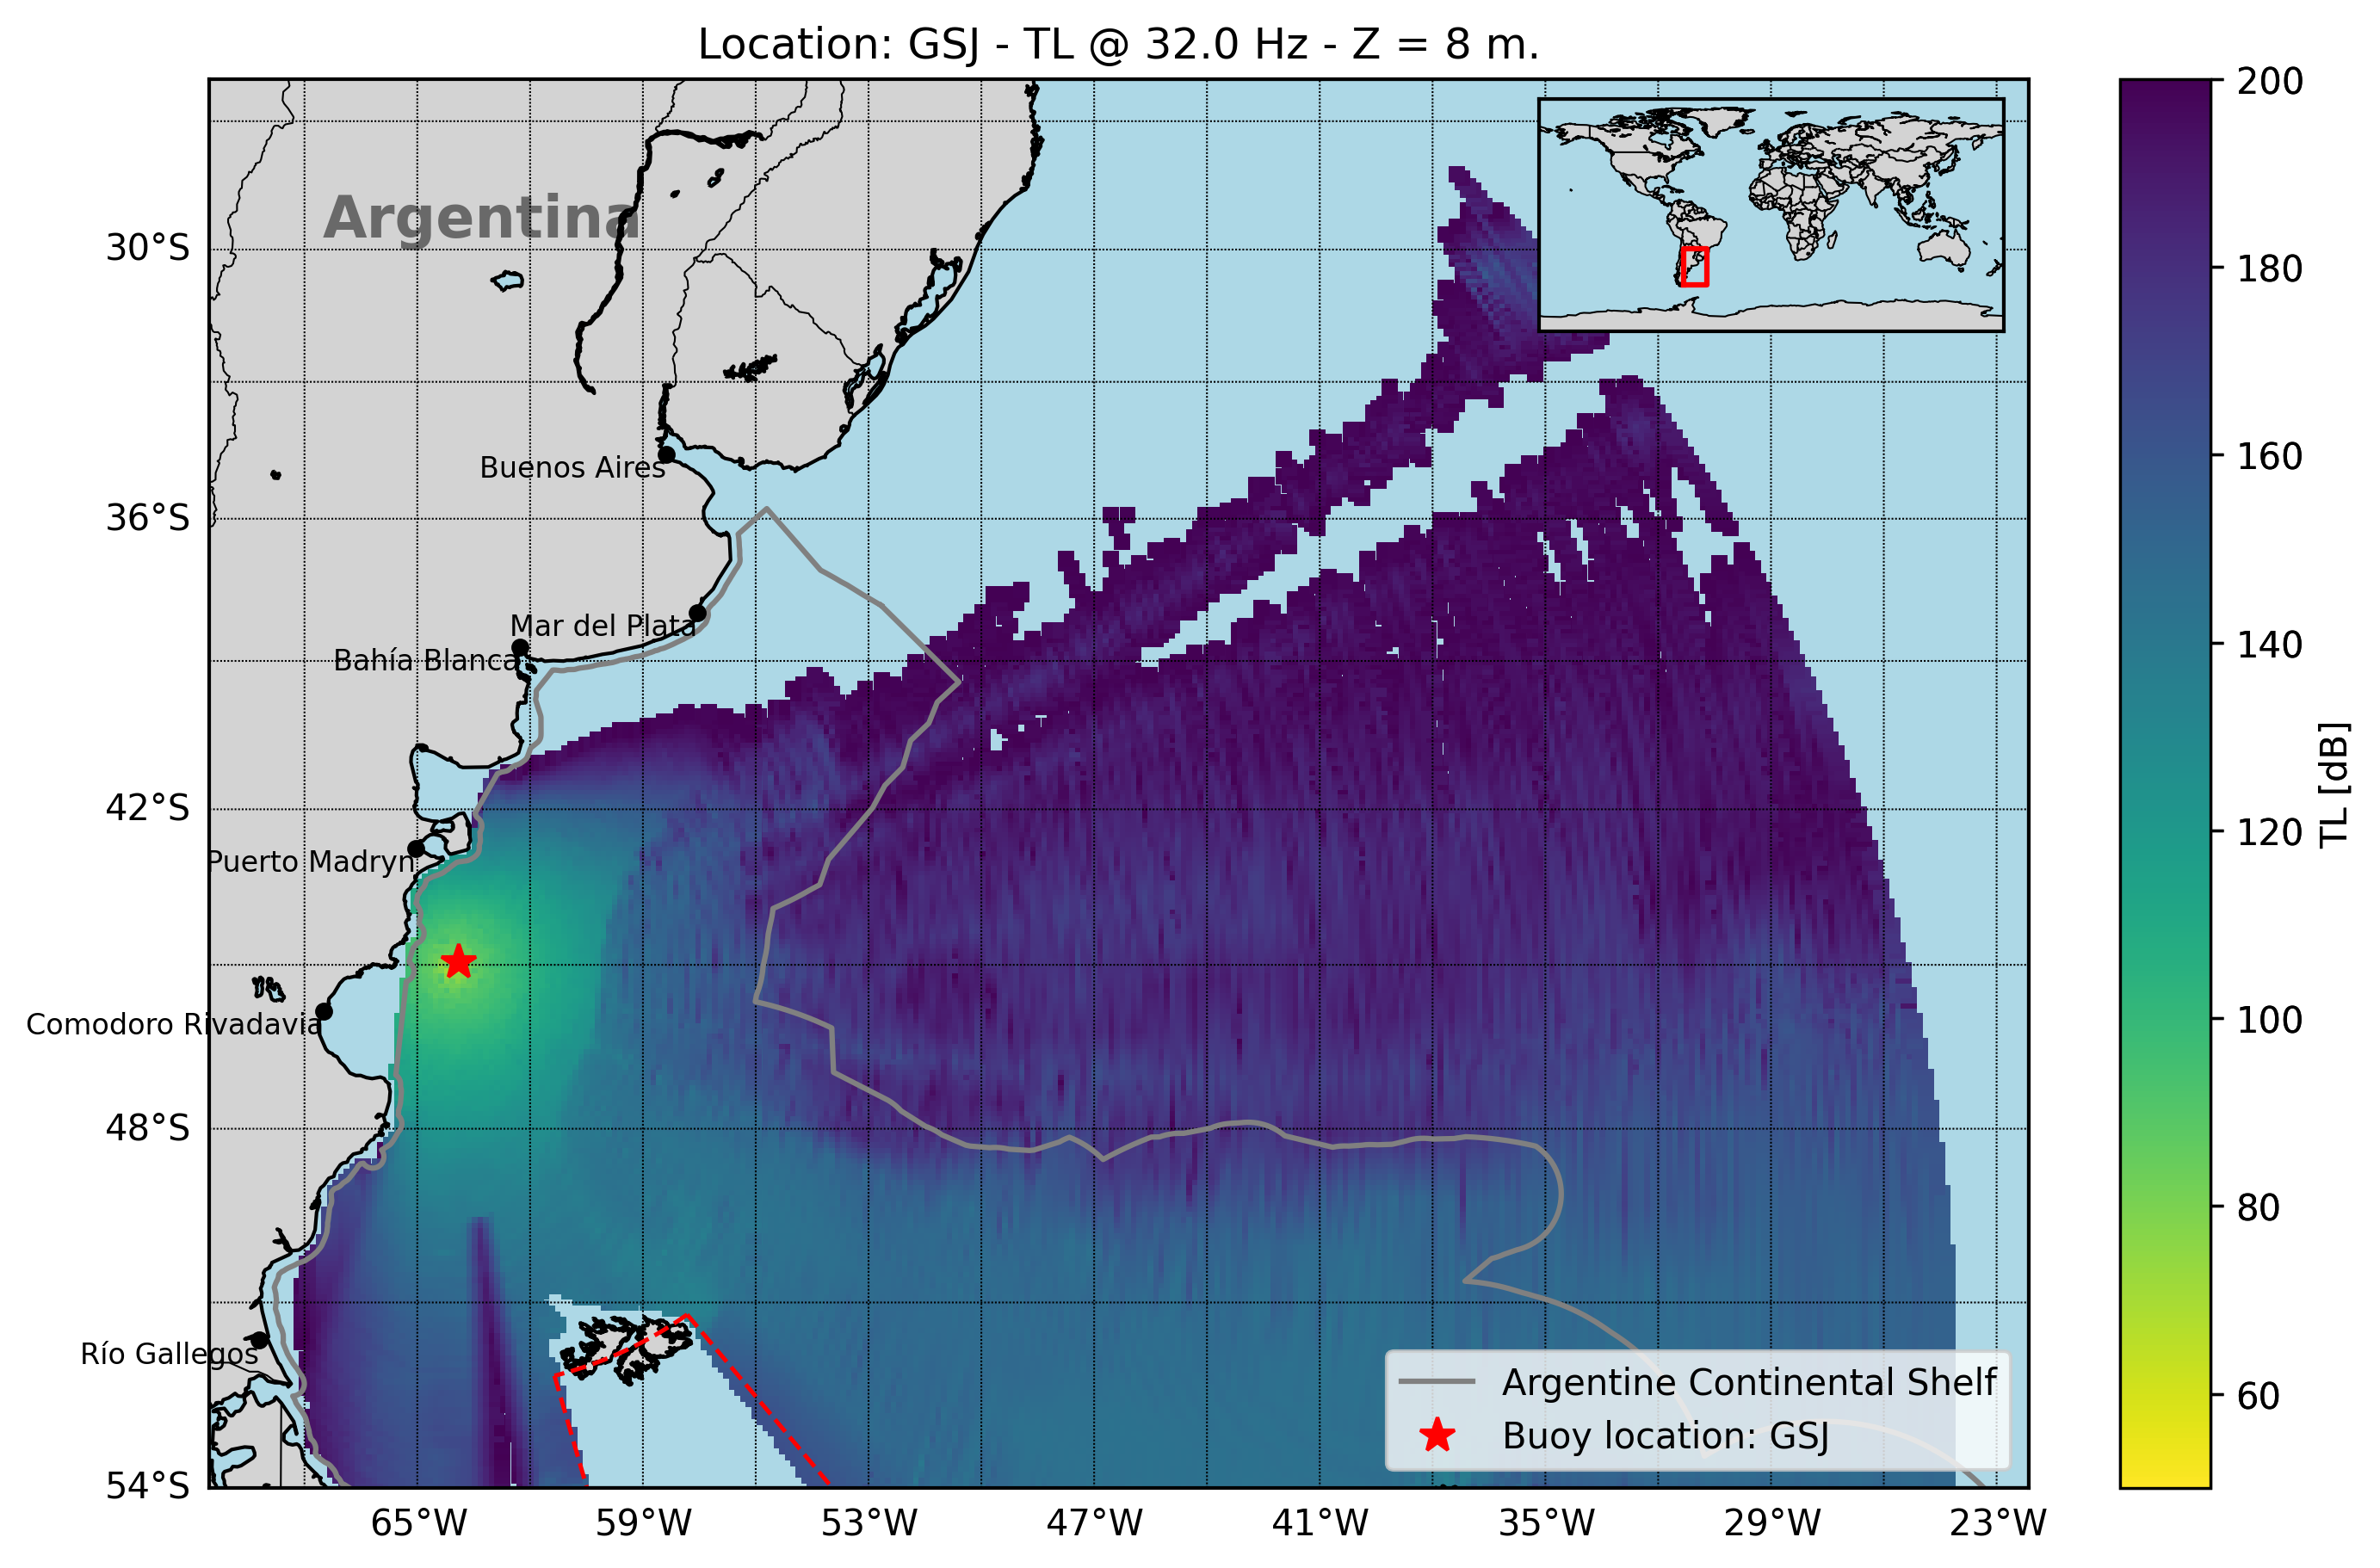 Location: GSJ - TL @ 32.0 Hz - Z = 8 m.
Argentina
Buenos Aires
Mar del Plata
Bahía Blanca
Puerto Madryn
Comodoro Rivadavia
Río Gallegos
30°S
36°S
42°S
48°S
54°S
65°W
59°W
53°W
47°W
41°W
35°W
29°W
23°W
Argentine Continental Shelf
Buoy location: GSJ
200
180
160
140
120
100
80
60
TL [dB]